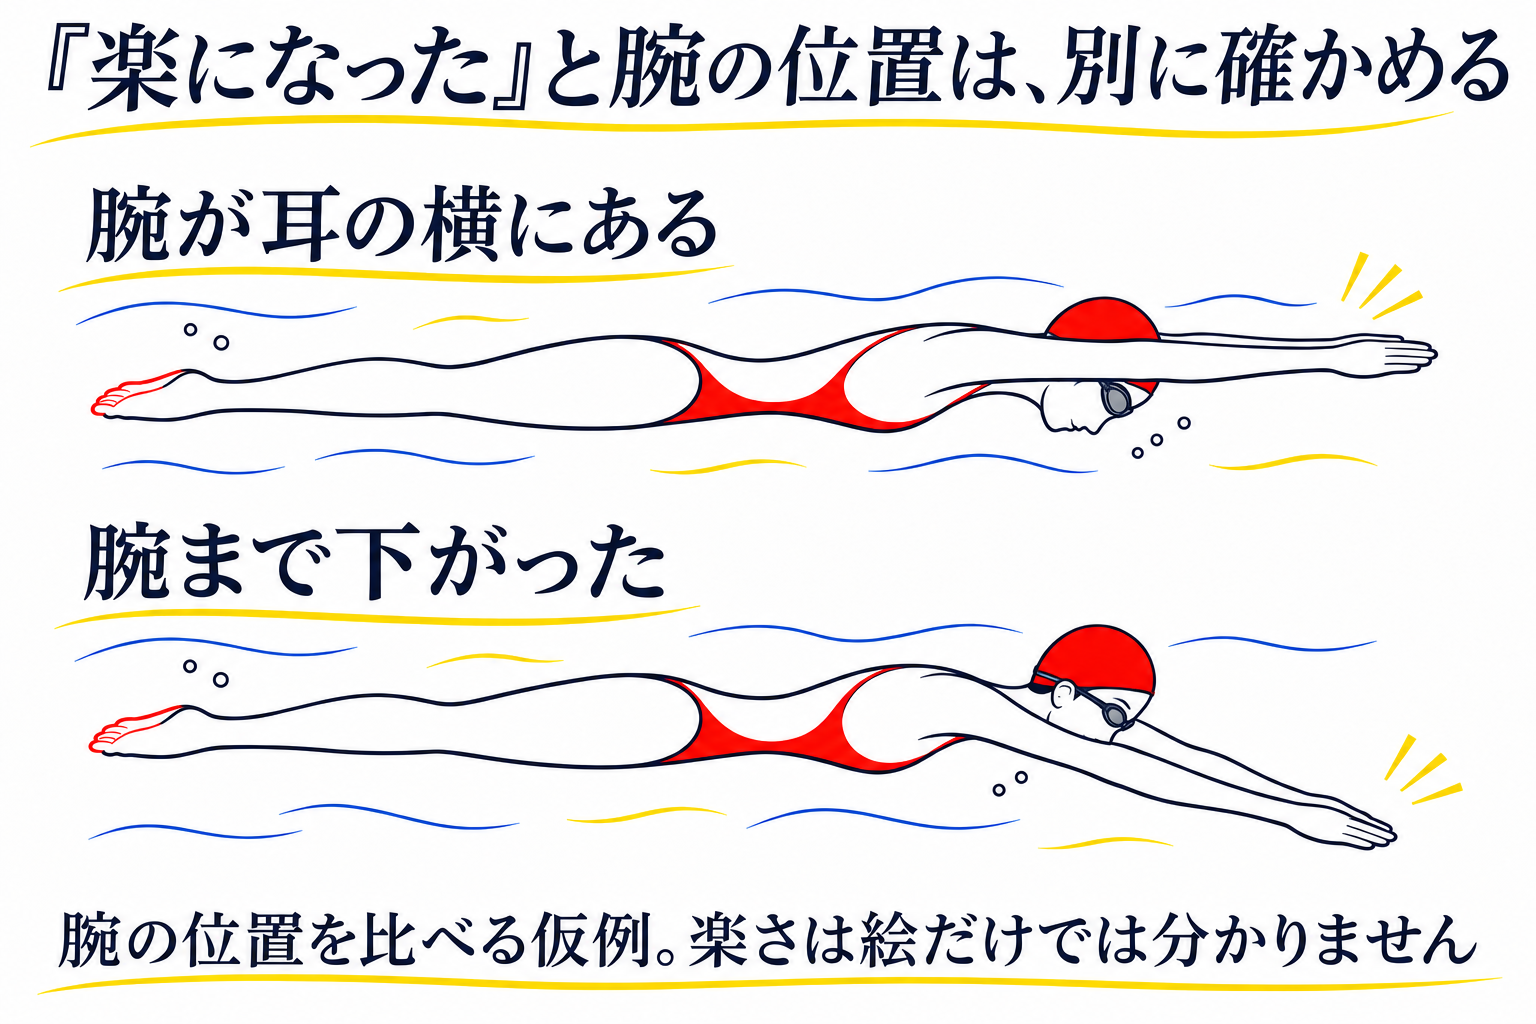 『楽になった』と腕の位置は、別に確かめる
腕が耳の横にある
腕まで下がった
腕の位置を比べる仮例。楽さは絵だけでは分かりません